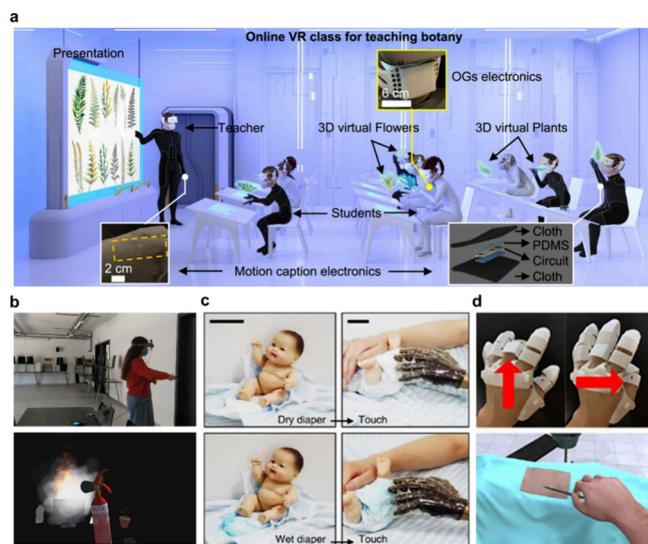 a
Online VR class for teaching botany
Presentation
OGs electronics
6 cm
Teacher
3D virtual Flowers
3D virtual Plants
Students
Cloth
PDMS
Circuit
Cloth
2 cm
Motion caption electronics
b
c
d
Dry diaper
Touch
Wet diaper
Touch